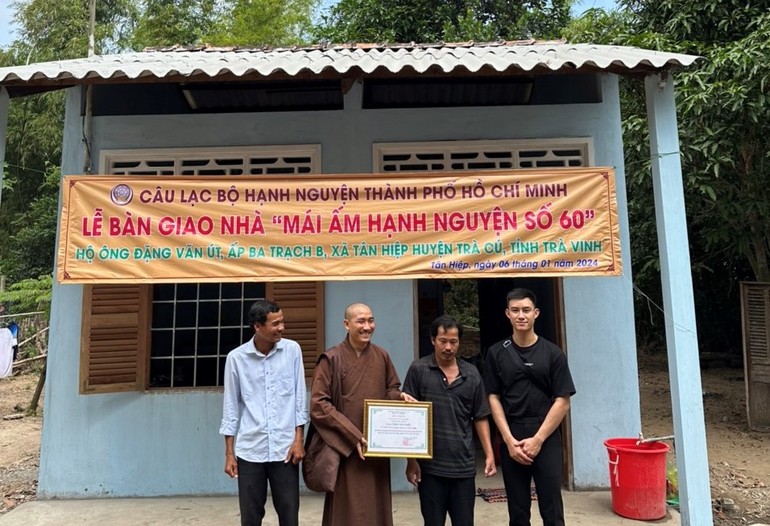 CÂU LẠC BỘ HẠNH NGUYỆN THÀNH PHỐ HỒ CHÍ MINH
LỄ BÀN GIAO NHÀ “MÁI ẤM HẠNH NGUYỆN SỐ 60”
HỘ ÔNG ĐẶNG VĂN ÚT, ẤP BA TRẠCH B, XÃ TÂN HIỆP HUYỆN TRÀ CÚ, TỈNH TRÀ VINH
Tân Hiệp, ngày 06 tháng 01 năm 2024